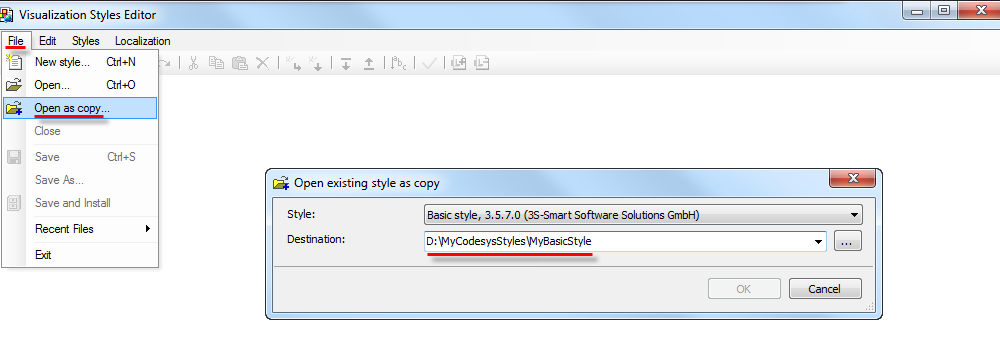 Visualization Styles Editor
File Edit Styles Localization
New style... Ctrl+N
Open... Ctrl+O
Open as copy...
Close
Save Ctrl+S
Save As...
Save and Install
Recent Files
Exit
Open existing style as copy
Style: Basic style, 3.5.7.0 (3S-Smart Software Solutions GmbH)
Destination: D:\MyCodesysStyles\MyBasicStyle ...
OK Cancel